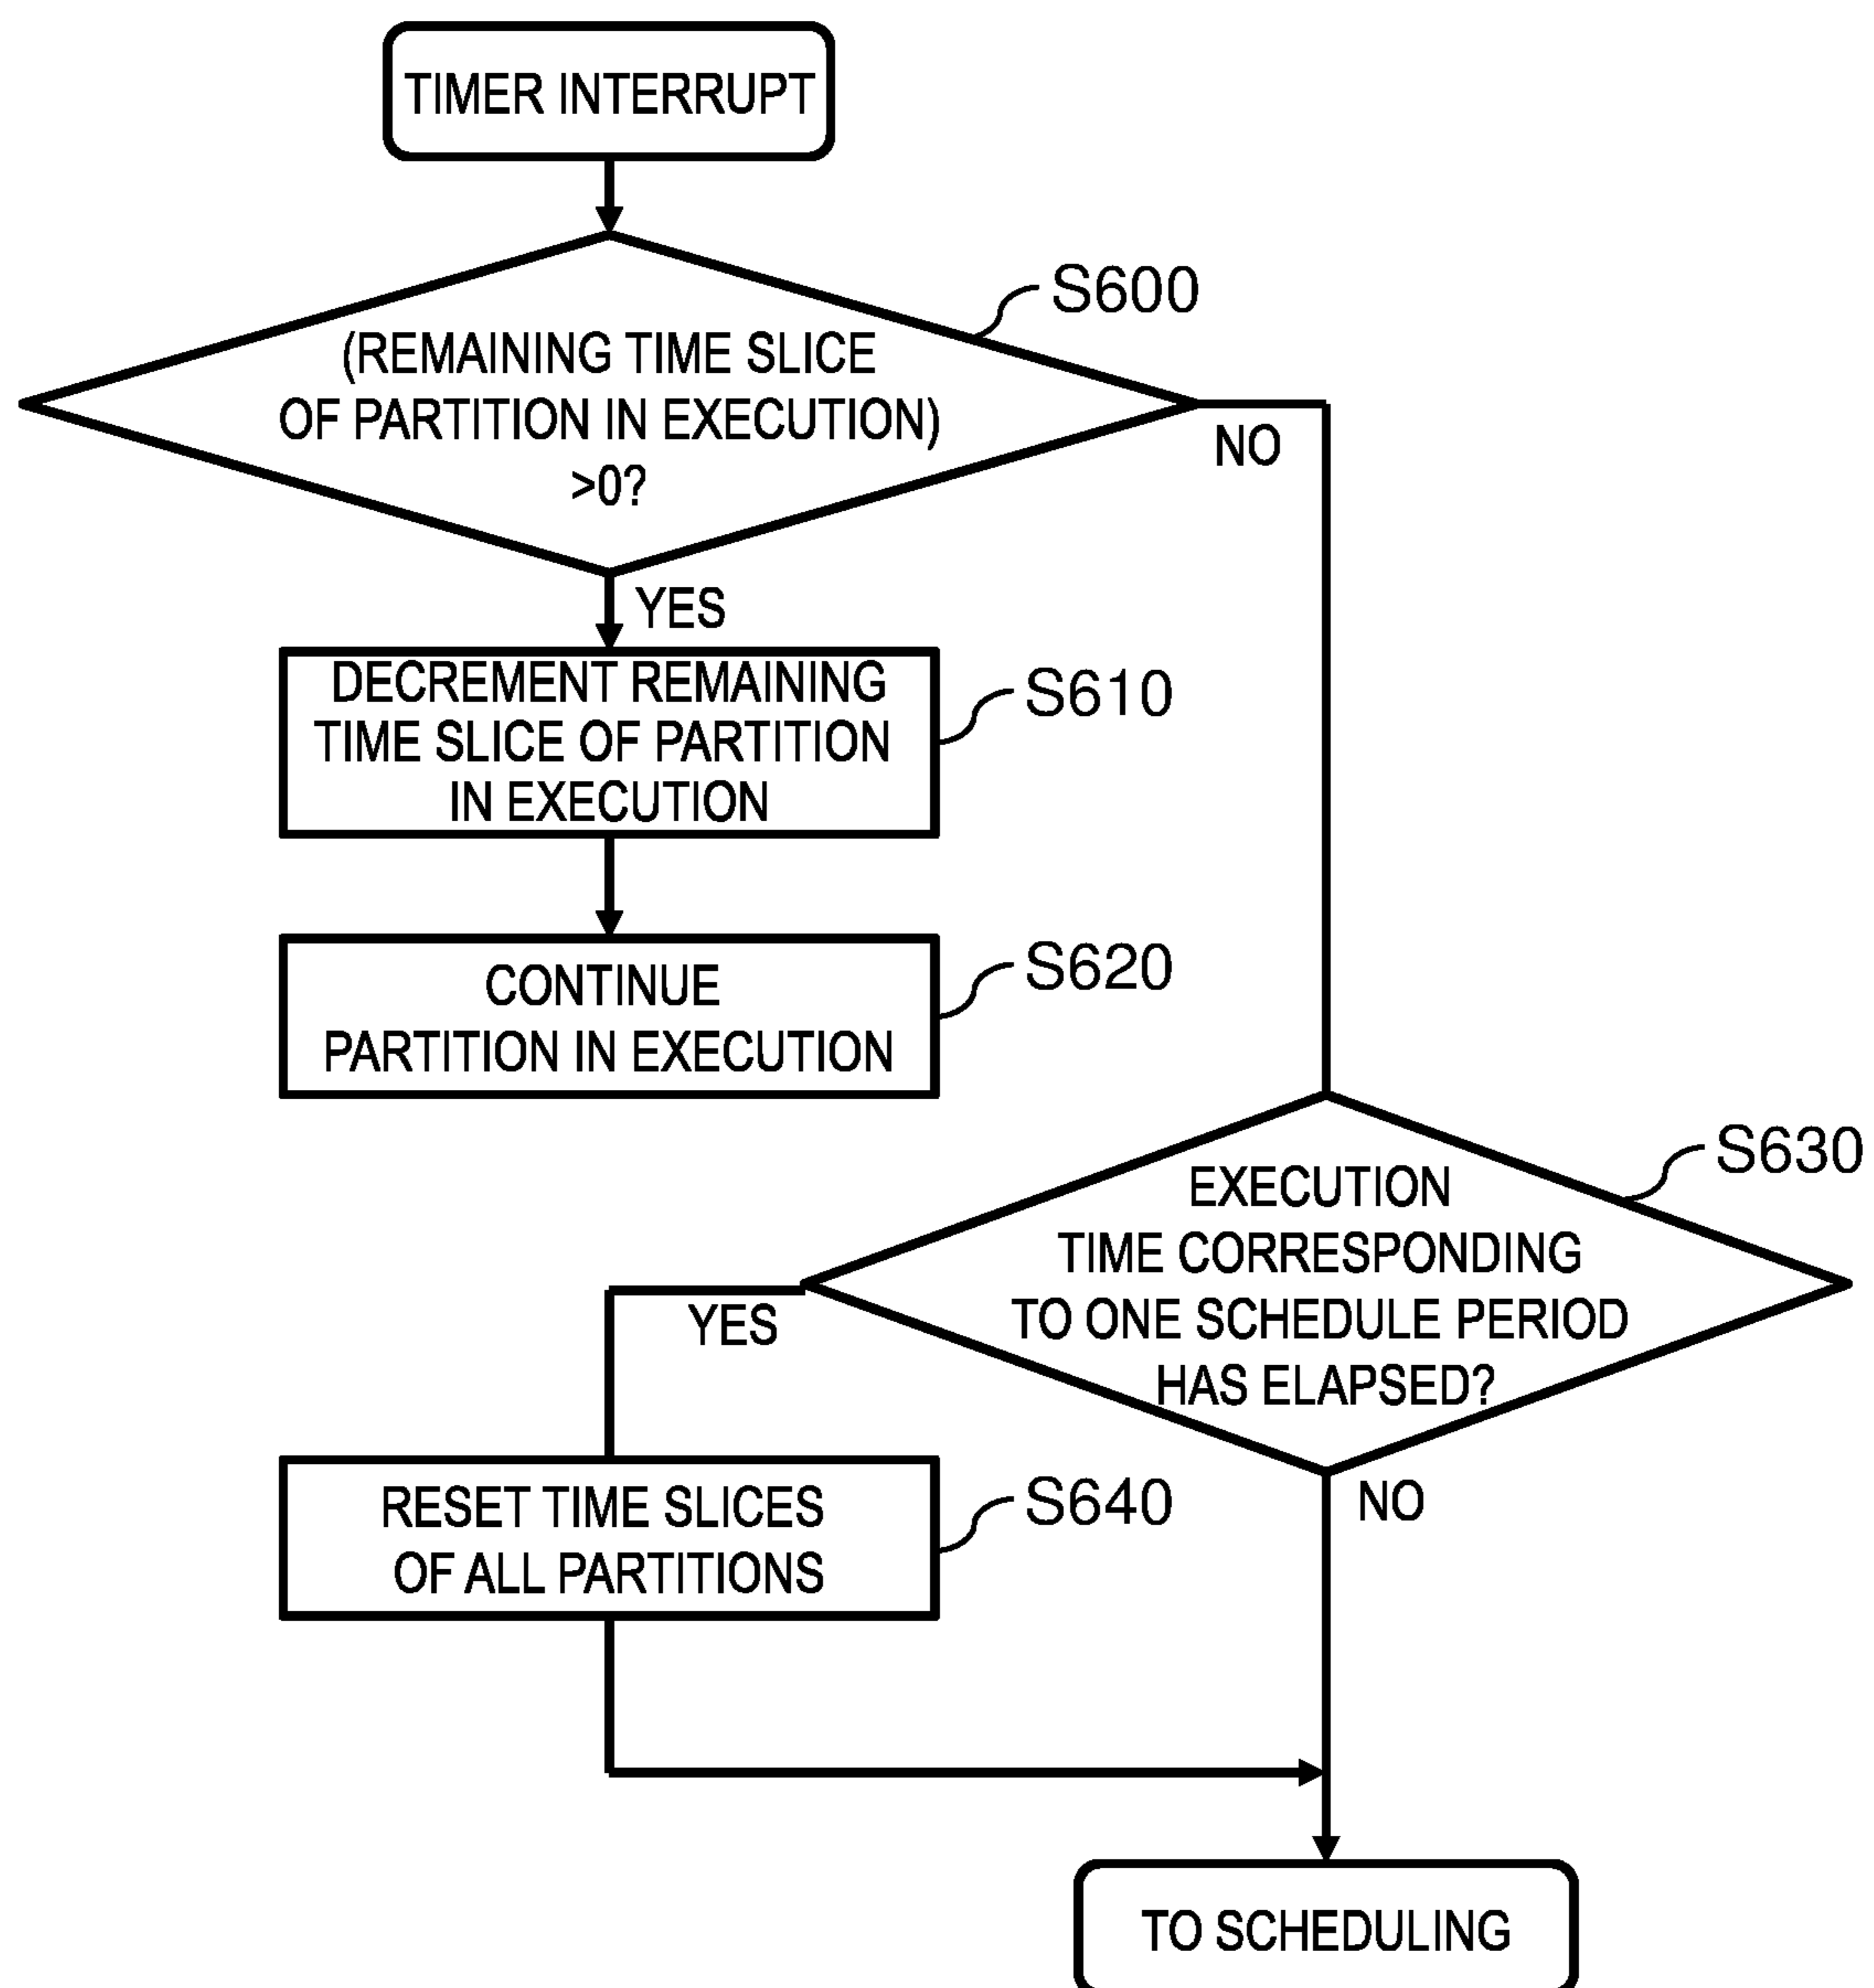 TIMER INTERRUPT
S600
(REMAINING TIME SLICE
OF PARTITION IN EXECUTION)
>0?
NO
YES
DECREMENT REMAINING
TIME SLICE OF PARTITION
IN EXECUTION
S610
CONTINUE
PARTITION IN EXECUTION
S620
S630
EXECUTION
TIME CORRESPONDING
TO ONE SCHEDULE PERIOD
HAS ELAPSED?
YES
NO
RESET TIME SLICES
OF ALL PARTITIONS
S640
TO SCHEDULING